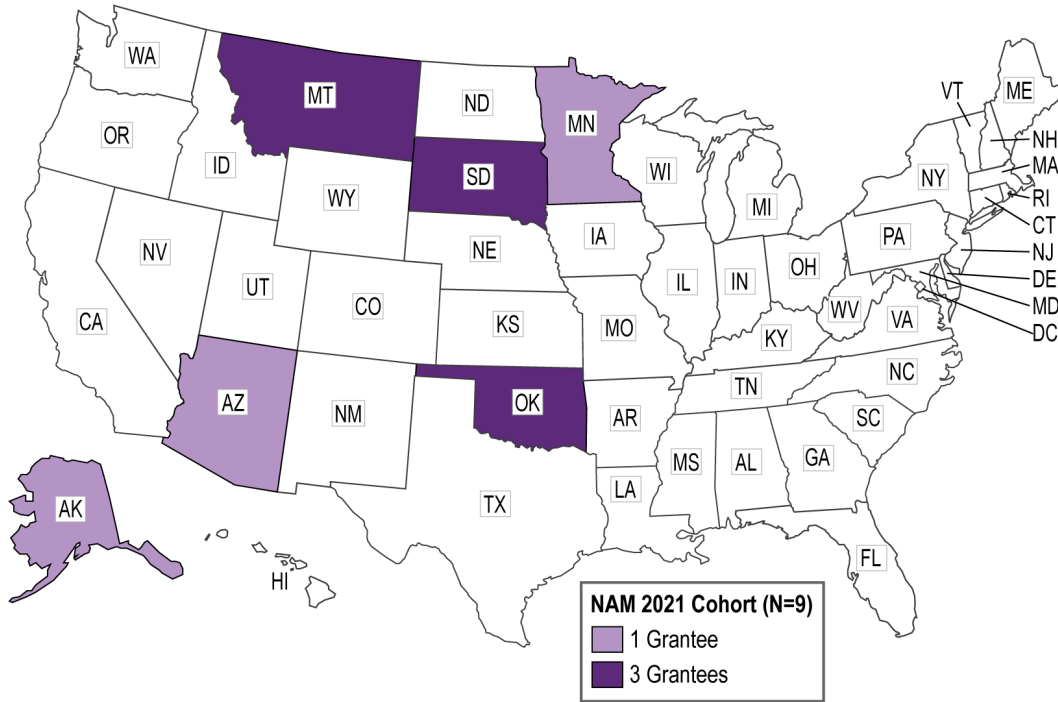 WA
MT
ND
MN
VT
ME
OR
ID
SD
WI
NH
MA
WY
MI
NY
RI
CT
NV
NE
IA
PA
NJ
UT
IL
IN
OH
DE
CA
CO
KS
MO
WV
VA
MD
DC
KY
AZ
NM
OK
AR
TN
NC
SC
AK
TX
LA
MS
AL
GA
HI
FL
NAM 2021 Cohort (N=9)
1 Grantee
3 Grantees